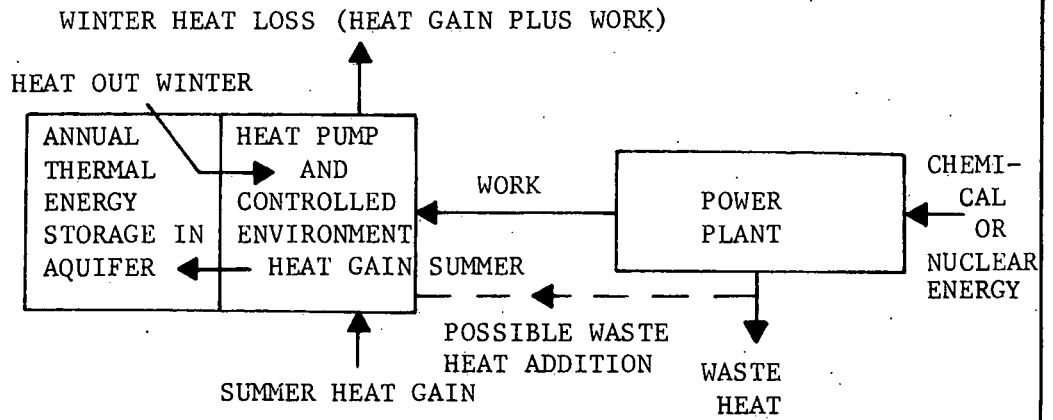 WINTER HEAT LOSS (HEAT GAIN PLUS WORK)
HEAT OUT WINTER
ANNUAL
THERMAL
ENERGY
STORAGE IN
AQUIFER
HEAT PUMP
AND
CONTROLLED
ENVIRONMENT
HEAT GAIN SUMMER
WORK
POWER
PLANT
CHEMI-
CAL
OR
NUCLEAR
ENERGY
POSSIBLE WASTE
HEAT ADDITION
WASTE
HEAT
SUMMER HEAT GAIN